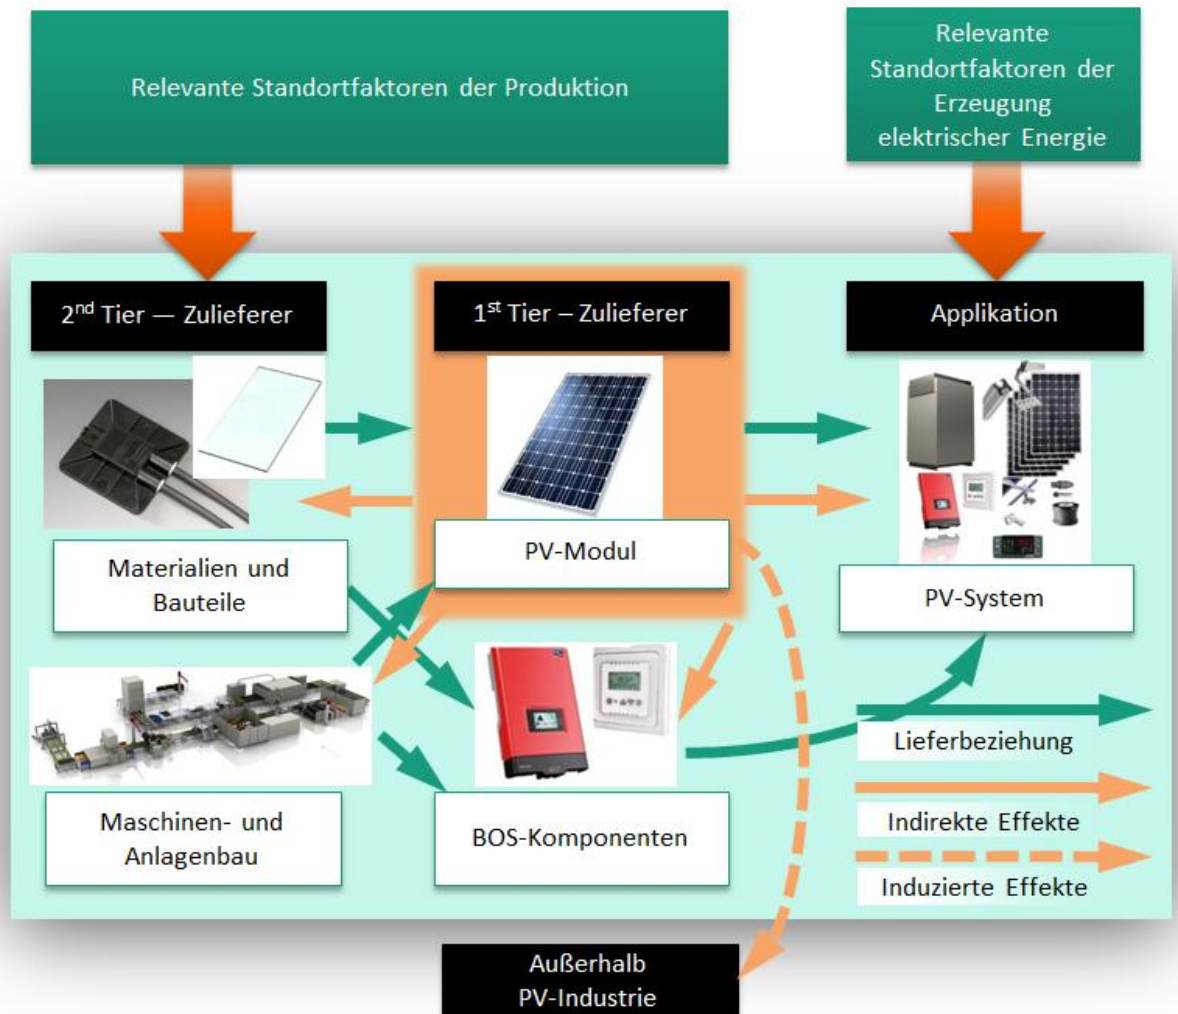 Relevante Standortfaktoren der Produktion
Relevante
Standortfaktoren der
Erzeugung
elektrischer Energie
2nd Tier — Zulieferer
1st Tier – Zulieferer
Applikation
PV-Modul
Materialien und
Bauteile
PV-System
Lieferbeziehung
Maschinen- und
Anlagenbau
BOS-Komponenten
Indirekte Effekte
Induzierte Effekte
Außerhalb
PV-Industrie